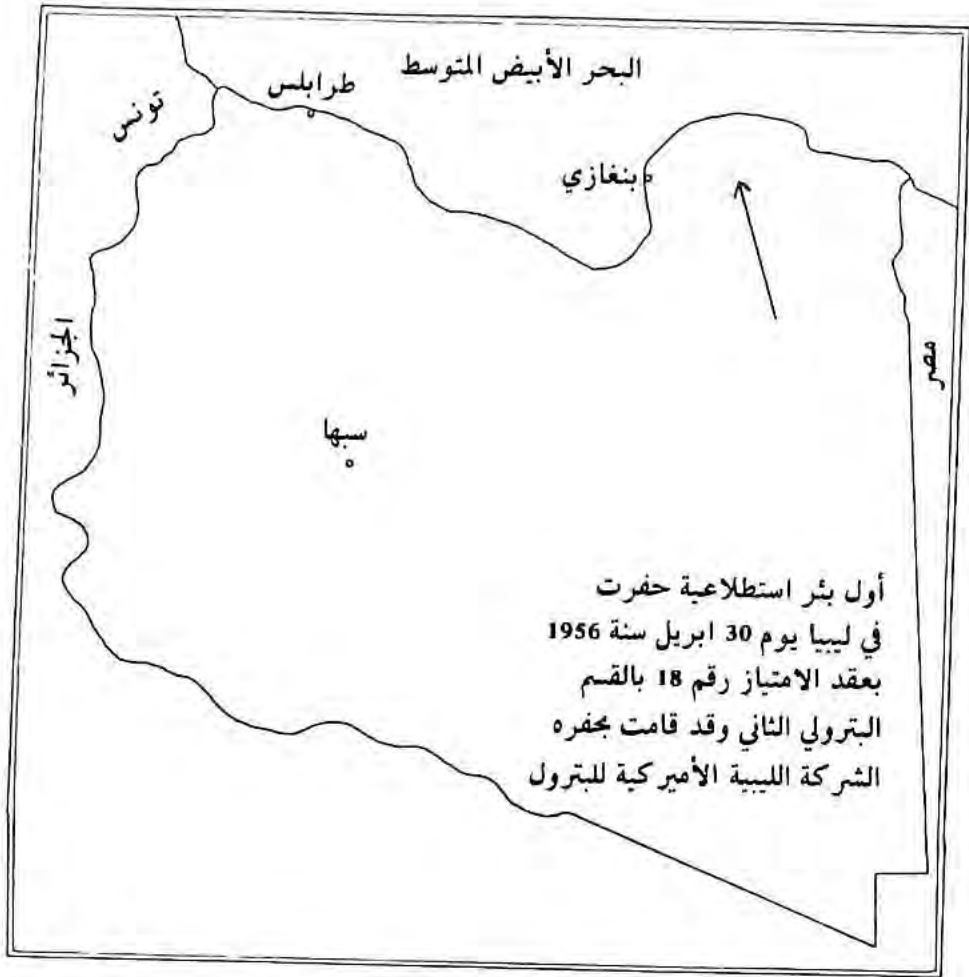 البحر الأبيض المتوسط
طرابلس
تونس
بنغازي
الجزائر
مصر
سبها
أول بئر استطلاعية حفرت
في ليبيا يوم 30 ابريل سنة 1956
بعقد الامتياز رقم 18 بالقسم
البترولي الثاني وقد قامت بحفره
الشركة الليبية الأميركية للبترول